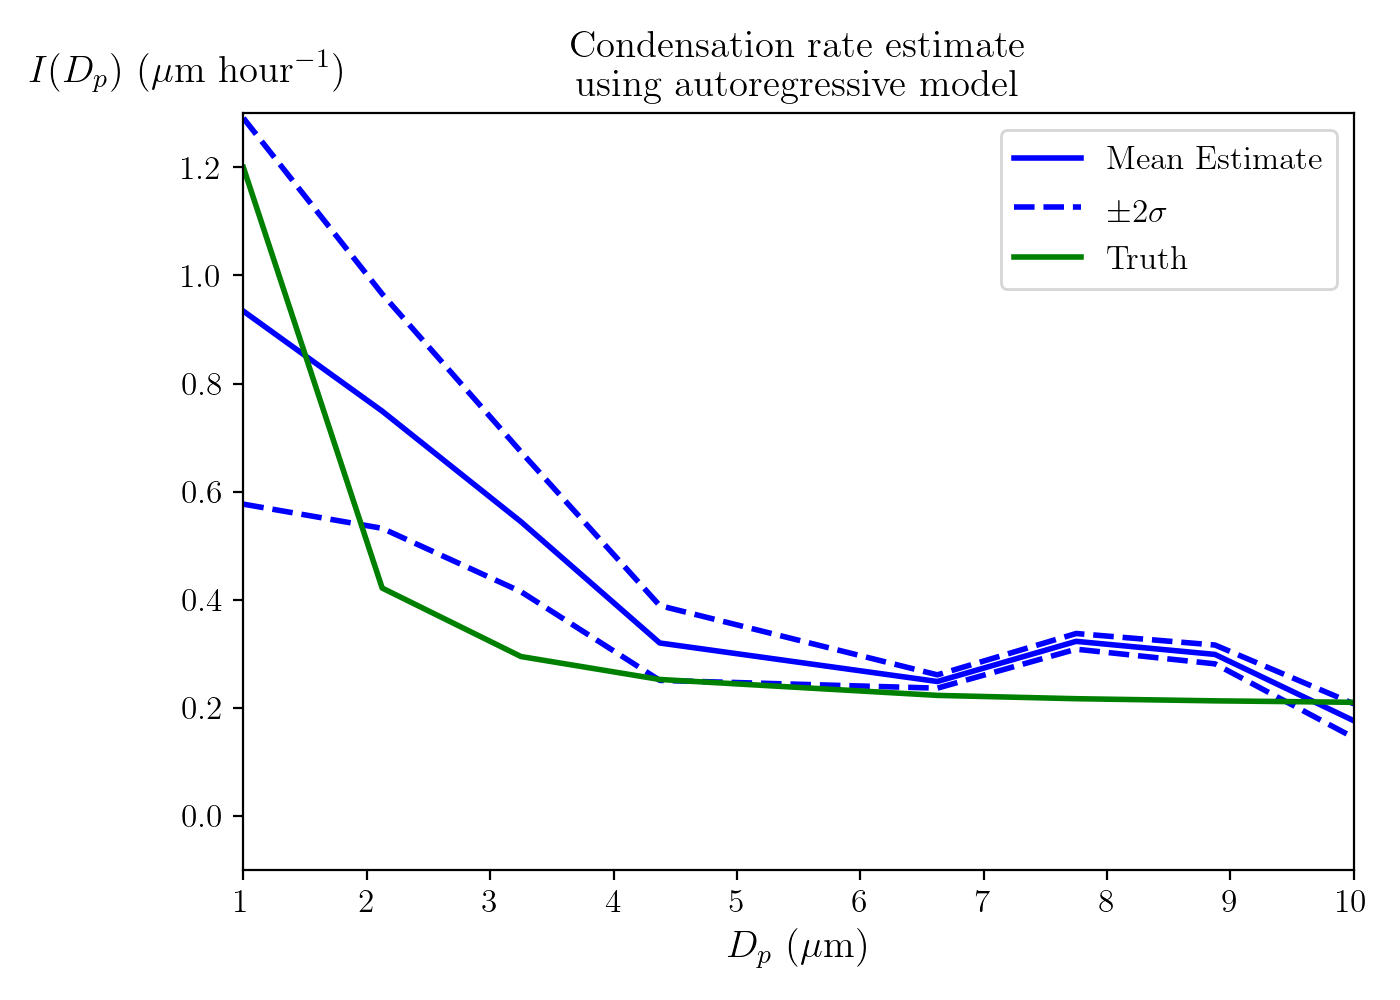 Condensation rate estimate
using autoregressive model
I(D_p) (μm hour⁻¹)
Mean Estimate
±2σ
Truth
1.2
1.0
0.8
0.6
0.4
0.2
0.0
1 2 3 4 5 6 7 8 9 10
D_p (μm)